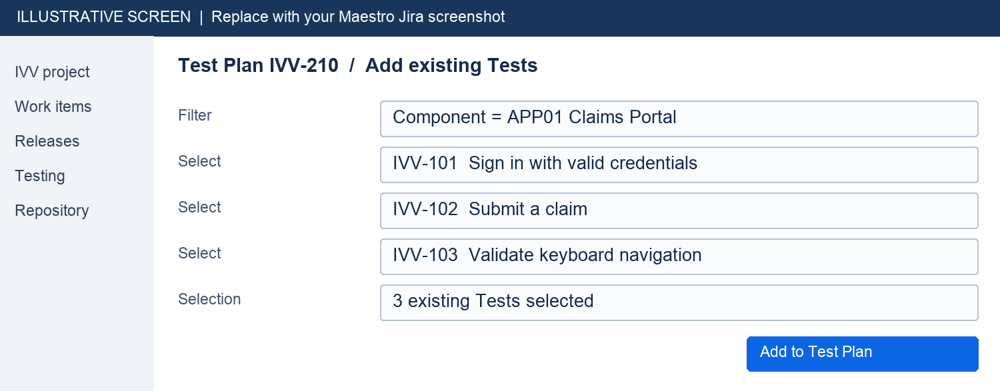 ILLUSTRATIVE SCREEN | Replace with your Maestro Jira screenshot
IVV project
Work items
Releases
Testing
Repository
Test Plan IVV-210 / Add existing Tests
Filter Component = APP01 Claims Portal
Select IVV-101 Sign in with valid credentials
Select IVV-102 Submit a claim
Select IVV-103 Validate keyboard navigation
Selection 3 existing Tests selected
Add to Test Plan